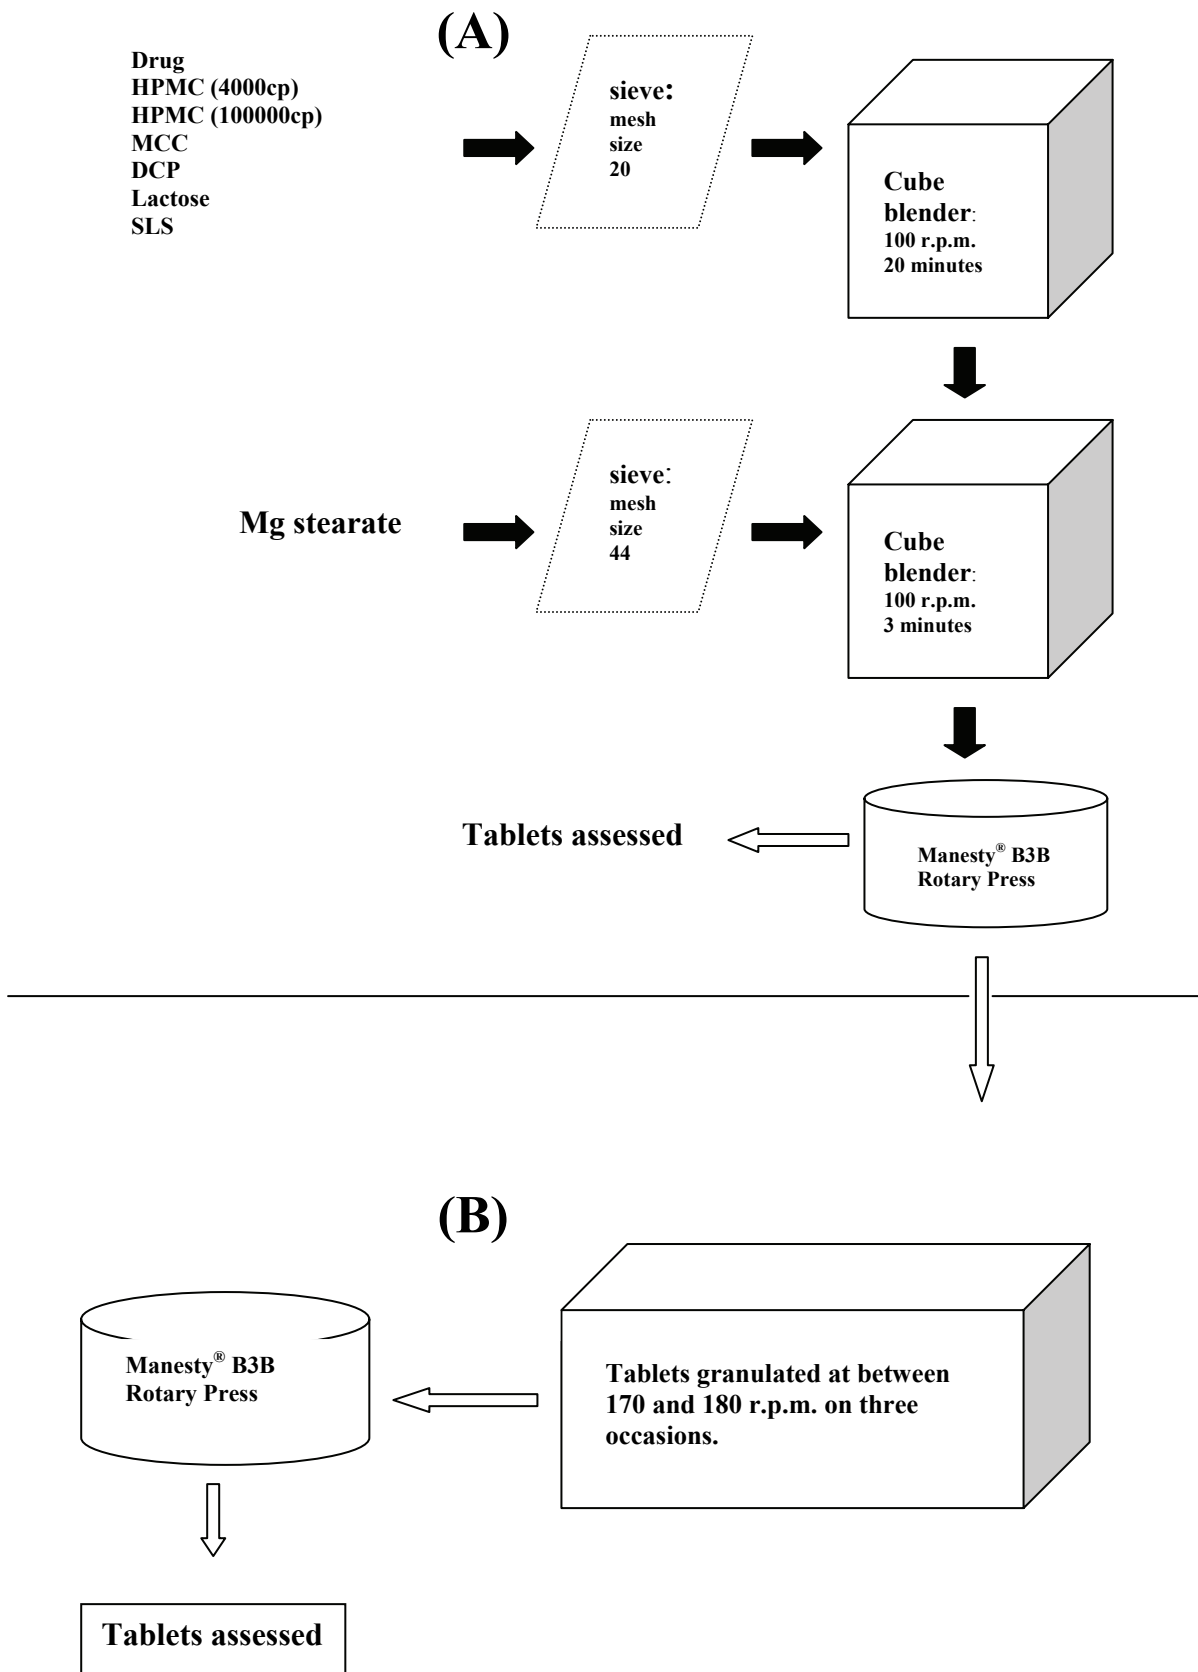 (A)
Drug
HPMC (4000cp)
HPMC (100000cp)
MCC
DCP
Lactose
SLS
sieve:
mesh
size
20
Cube
blender:
100 r.p.m.
20 minutes
Mg stearate
sieve:
mesh
size
44
Cube
blender:
100 r.p.m.
3 minutes
Tablets assessed
Manesty® B3B
Rotary Press
(B)
Manesty® B3B
Rotary Press
Tablets granulated at between
170 and 180 r.p.m. on three
occasions.
Tablets assessed